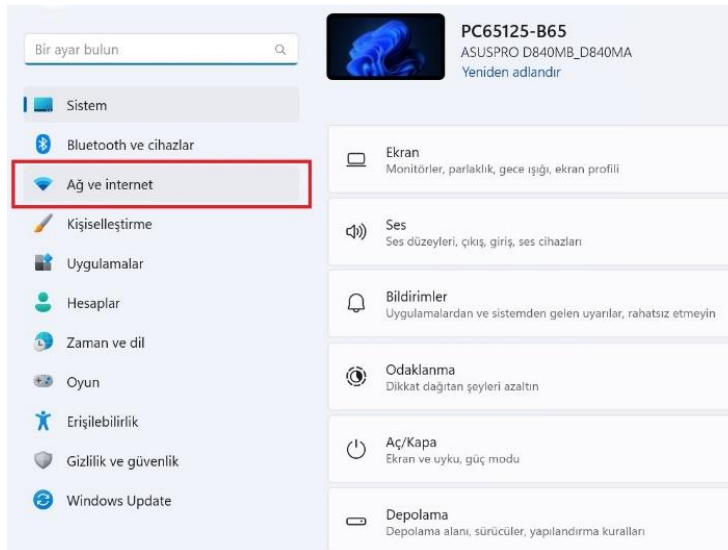 Bir ayar bulun
Sistem
Bluetooth ve cihazlar
Ağ ve internet
Kişiselleştirme
Uygulamalar
Hesaplar
Zaman ve dil
Oyun
Erişilebilirlik
Gizlilik ve güvenlik
Windows Update
PC65125-B65
ASUSPRO D840MB_D840MA
Yeniden adlandır
Ekran
Monitörler, parlaklık, gece ışığı, ekran profili
Ses
Ses düzeyleri, çıkış, giriş, ses cihazları
Bildirimler
Uygulamalardan ve sistemden gelen uyarılar, rahatsız etmeyin
Odaklanma
Dikkat dağıtan şeyleri azaltın
Aç/Kapa
Ekran ve uyku, güç modu
Depolama
Depolama alanı, sürücüler, yapılandırma kuralları